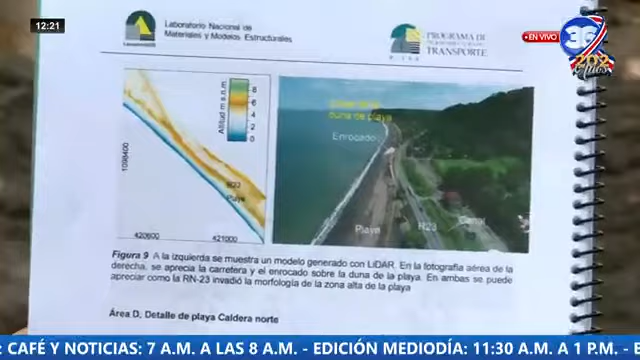 12:21
Laboratorio Nacional de
Materiales y Modelos Estructurales
PROGRAMA DE
TRANSPORTE
EN VIVO
36
202
Años
Altitud m s.n.m.
8
6
4
2
0
1098400
R23
Playa
420600
421000
duna de playa
Enrocado
Playa
R23
Figura 9 A la izquierda se muestra un modelo generado con LiDAR. En la fotografía aérea de la
derecha, se aprecia la carretera y el enrocado sobre la duna de la playa. En ambas se puede
apreciar como la RN-23 invadió la morfología de la zona alta de la playa
Área D, Detalle de playa Caldera norte
: CAFÉ Y NOTICIAS: 7 A.M. A LAS 8 A.M. - EDICIÓN MEDIODÍA: 11:30 A.M. A 1 P.M. - E